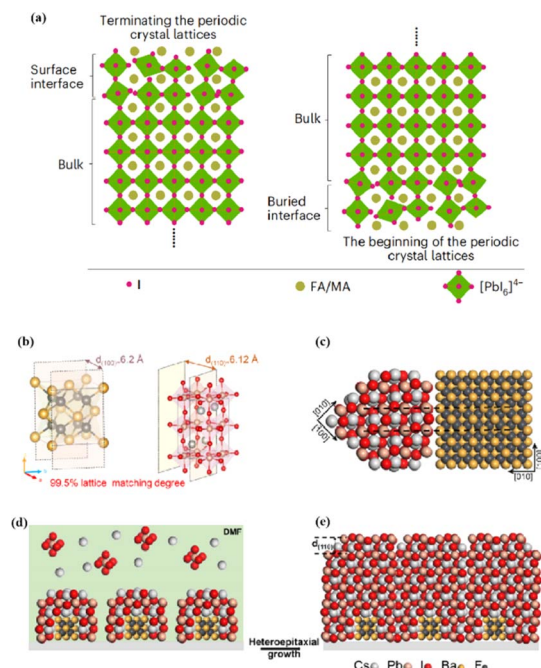 (a)
Terminating the periodic
crystal lattices
Surface
interface
Bulk
Bulk
Buried
interface
The beginning of the periodic
crystal lattices
I
FA/MA
[PbI₆]⁴⁻
(b)
d(100)-6.2 Å
d(110)-6.12 Å
99.5% lattice matching degree
(c)
[010]
[100]
[010]
(d)
DMF
Heteroepitaxial
growth
(e)
d(110)
Cs Pb I Ba